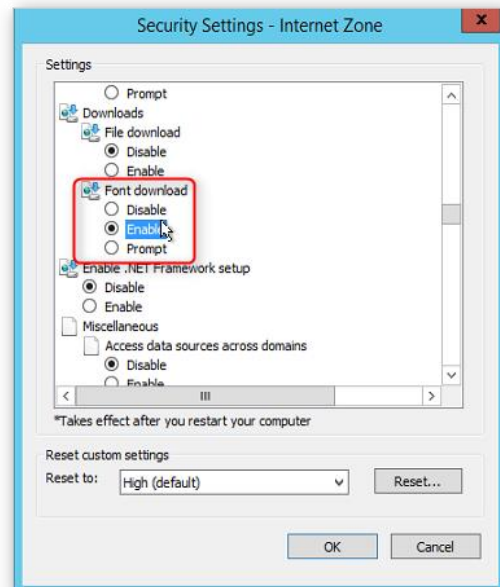 Security Settings - Internet Zone
x
Settings
Prompt
Downloads
File download
Disable
Enable
Font download
Disable
Enable
Prompt
Enable .NET Framework setup
Disable
Enable
Miscellaneous
Access data sources across domains
Disable
Enable
*Takes effect after you restart your computer
Reset custom settings
Reset to: High (default) Reset...
OK Cancel